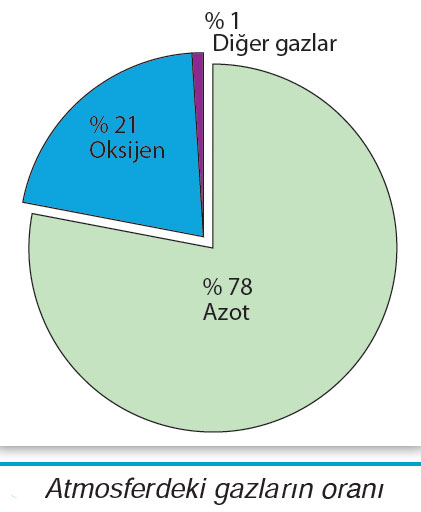 % 1
Diğer gazlar
% 21
Oksijen
% 78
Azot
Atmosferdeki gazların oranı